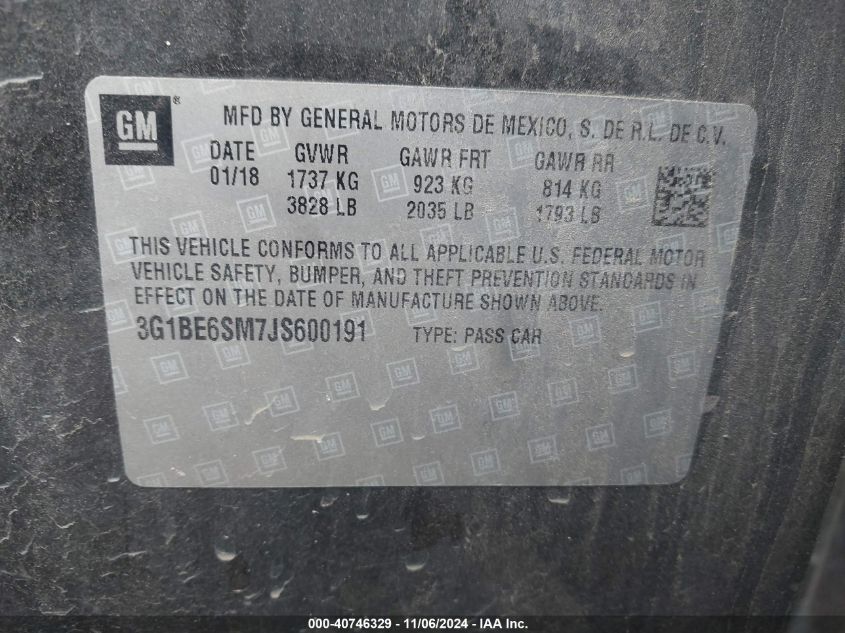 GM®
MFD BY GENERAL MOTORS DE MEXICO, S. DE R.L. DE C.V.
DATE GVWR GAWR FRT GAWR RR
01/18 1737 KG 923 KG 814 KG
3828 LB 2035 LB 1793 LB
THIS VEHICLE CONFORMS TO ALL APPLICABLE U.S. FEDERAL MOTOR
VEHICLE SAFETY, BUMPER, AND THEFT PREVENTION STANDARDS IN
EFFECT ON THE DATE OF MANUFACTURE SHOWN ABOVE.
3G1BE6SM7JS600191 TYPE: PASS CAR
000-40746329 - 11/06/2024 - IAA Inc.